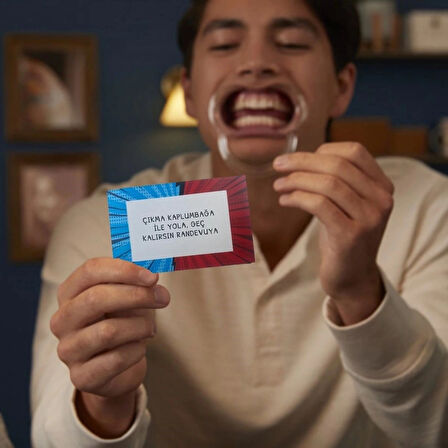 ÇIKMA KAPLUMBAĞA
İLE YOLA, GEÇ
KALIRSIN RANDEVUYA